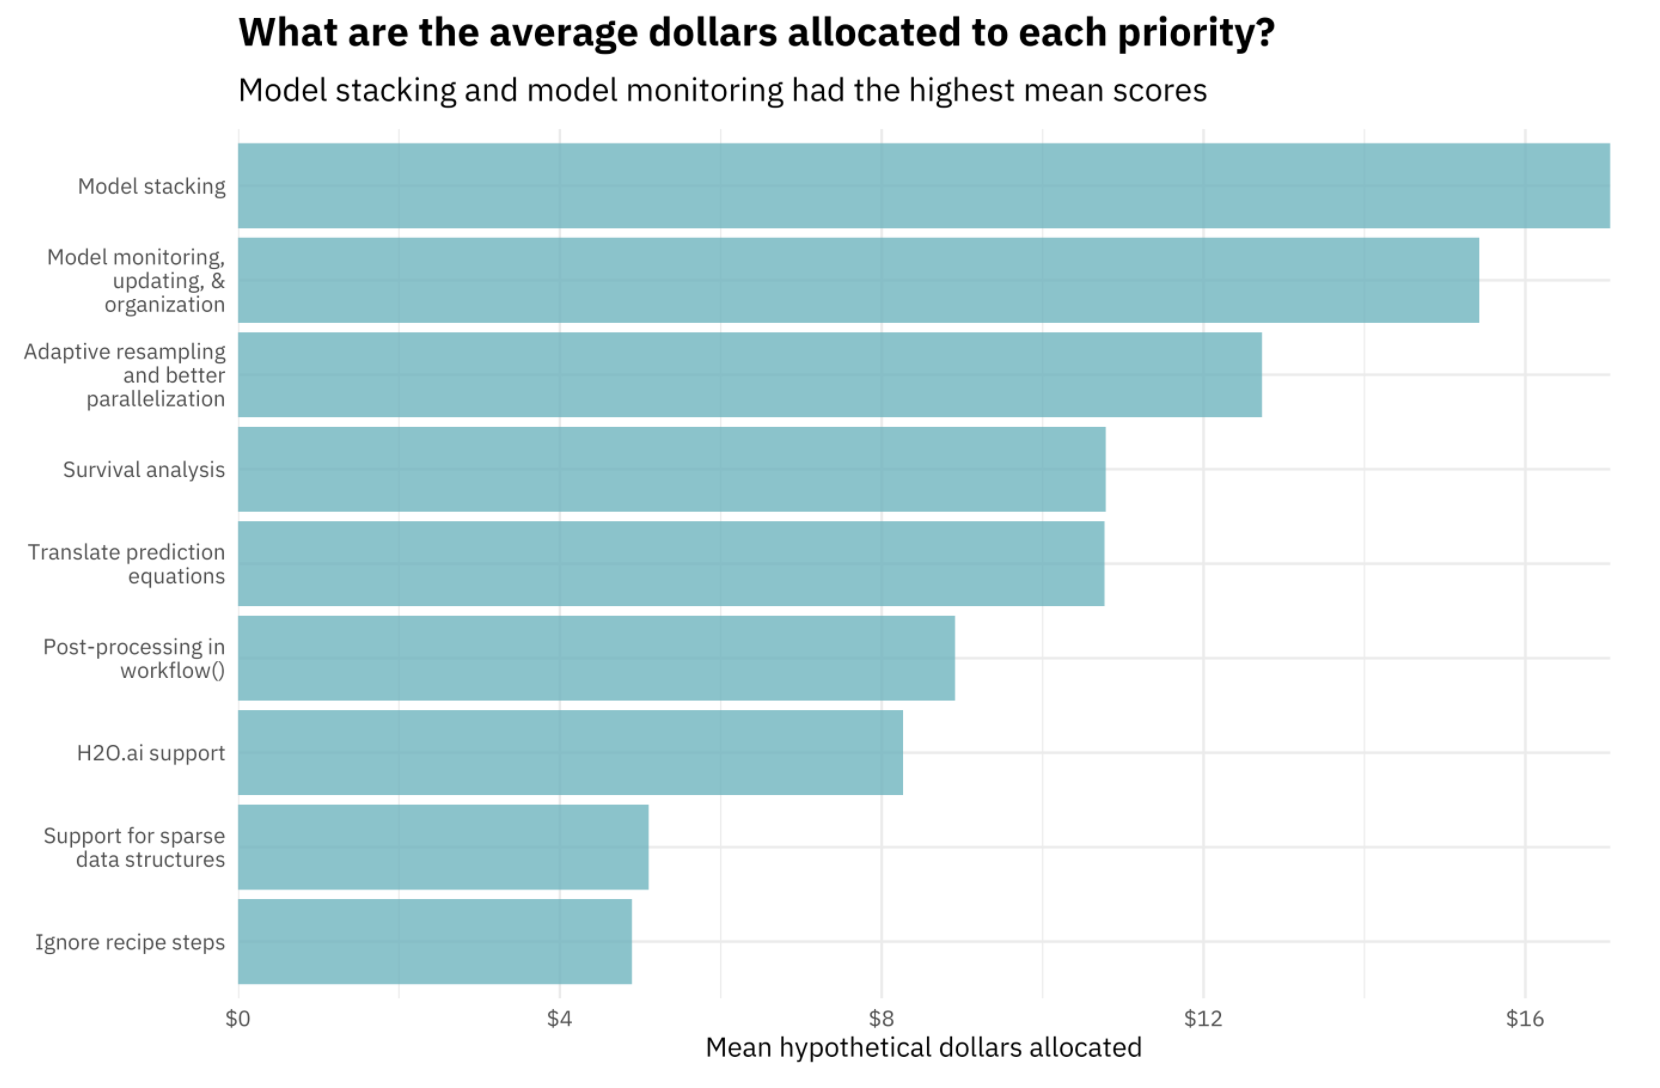 What are the average dollars allocated to each priority?
Model stacking and model monitoring had the highest mean scores
Model stacking
Model monitoring,
updating, &
organization
Adaptive resampling
and better
parallelization
Survival analysis
Translate prediction
equations
Post-processing in
workflow()
H2O.ai support
Support for sparse
data structures
Ignore recipe steps
$0 $4 $8 $12 $16
Mean hypothetical dollars allocated